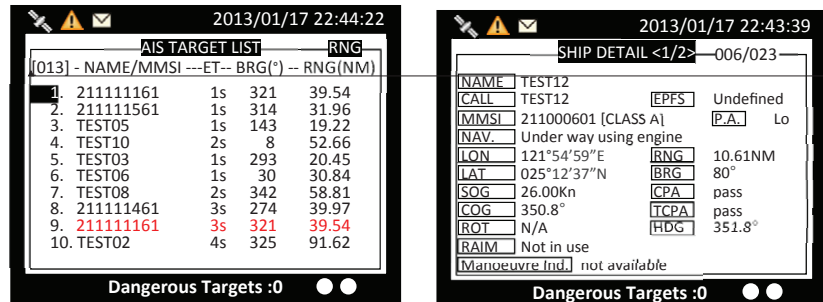 2013/01/17 22:44:22
AIS TARGET LIST RNG
[013] - NAME/MMSI ---ET-- BRG(°) -- RNG(NM)
1. 211111161 1s 321 39.54
2. 211111561 1s 314 31.96
3. TEST05 1s 143 19.22
4. TEST10 2s 8 52.66
5. TEST03 1s 293 20.45
6. TEST06 1s 30 30.84
7. TEST08 2s 342 58.81
8. 211111461 3s 274 39.97
9. 211111161 3s 321 39.54
10. TEST02 4s 325 91.62
Dangerous Targets :0
2013/01/17 22:43:39
SHIP DETAIL <1/2> 006/023
NAME TEST12
CALL TEST12 EPFS Undefined
MMSI 211000601 [CLASS A] P.A. Lo
NAV. Under way using engine
LON 121°54'59"E RNG 10.61NM
LAT 025°12'37"N BRG 80°
SOG 26.00Kn CPA pass
COG 350.8° TCPA pass
ROT N/A HDG 351.8°
RAIM Not in use
Manoeuvre Ind. not available
Dangerous Targets :0